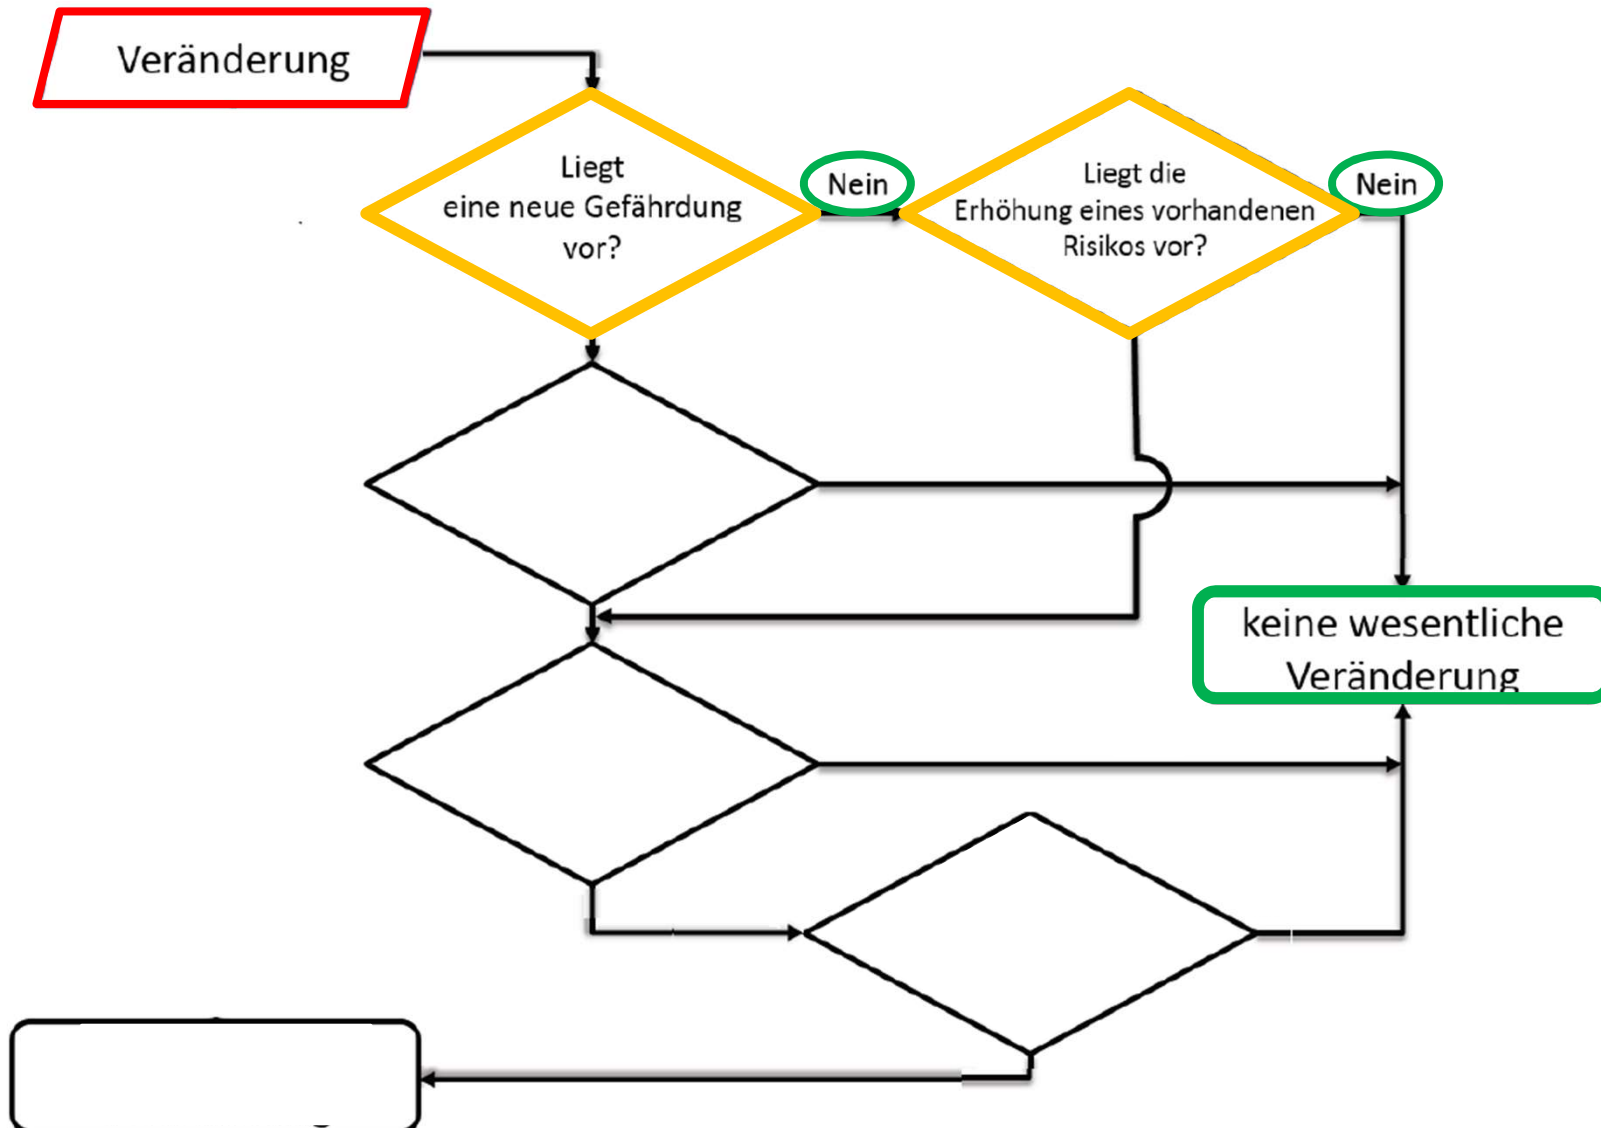 Veränderung
Liegt
eine neue Gefährdung
vor?
Nein
Liegt die
Erhöhung eines vorhandenen
Risikos vor?
Nein
keine wesentliche
Veränderung